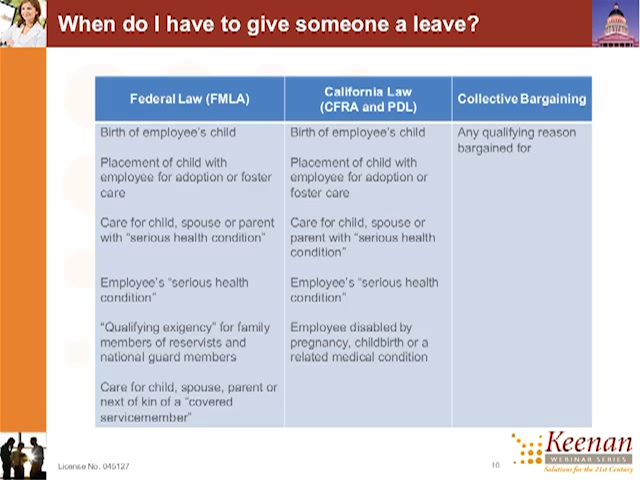 When do I have to give someone a leave?
Federal Law (FMLA)
California Law
(CFRA and PDL)
Collective Bargaining
Birth of employee's child
Placement of child with
employee for adoption or foster
care
Care for child, spouse or parent
with “serious health condition”
Employee's “serious health
condition”
“Qualifying exigency” for family
members of reservists and
national guard members
Care for child, spouse, parent or
next of kin of a “covered
servicemember”
Birth of employee's child
Placement of child with
employee for adoption or
foster care
Care for child, spouse or
parent with “serious health
condition”
Employee's “serious health
condition”
Employee disabled by
pregnancy, childbirth or a
related medical condition
Any qualifying reason
bargained for
License No. 045127
10
Keenan
WEBINAR SERIES
Solutions for the 21st Century